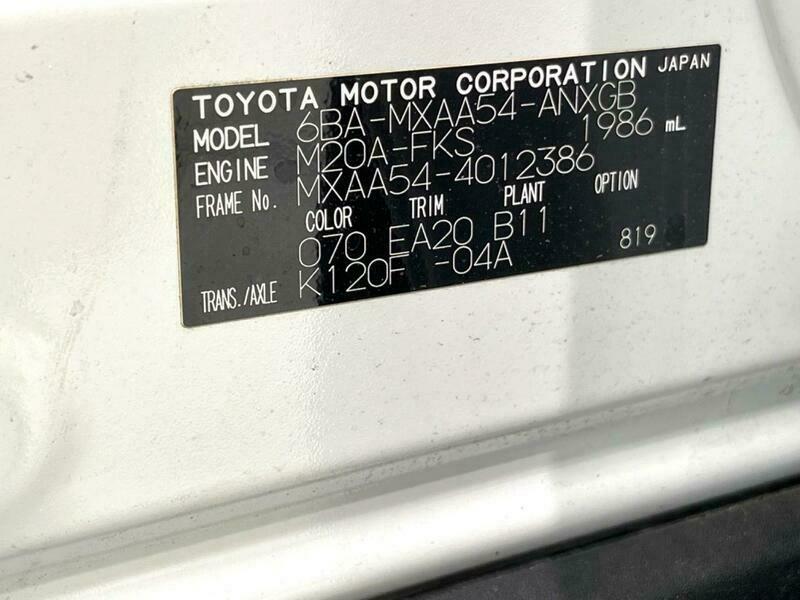 TOYOTA MOTOR CORPORATION JAPAN
MODEL 6BA-MXAA54-ANXGB
ENGINE M20A-FKS 1986 mL
FRAME No. MXAA54-4012386
COLOR TRIM PLANT OPTION
070 EA20 B11
TRANS./AXLE K120F -04A 819